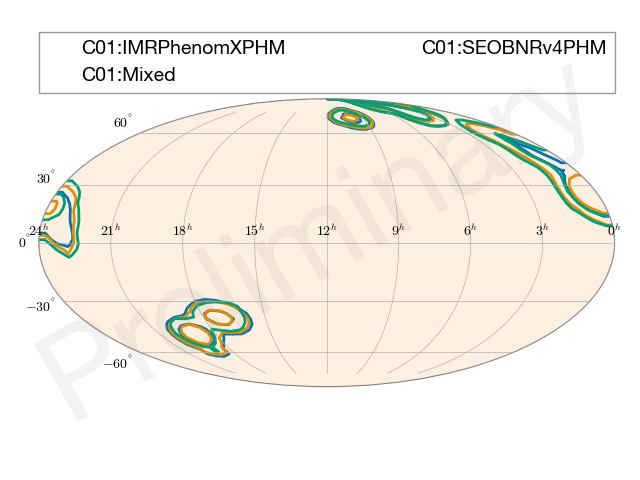 C01:IMRPhenomXPHM C01:SEOBNRv4PHM
C01:Mixed
60°
30°
0° 24h 21h 18h 15h 12h 9h 6h 3h 0h
−30°
−60°
Preliminary